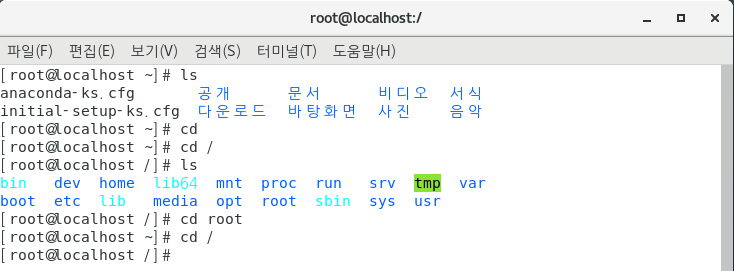 root@localhost:/
파일(F) 편집(E) 보기(V) 검색(S) 터미널(T) 도움말(H)
[root@localhost ~]# ls
anaconda-ks.cfg 공개 문서 비디오 서식
initial-setup-ks.cfg 다운로드 바탕화면 사진 음악
[root@localhost ~]# cd
[root@localhost ~]# cd /
[root@localhost /]# ls
bin dev home lib64 mnt proc run srv tmp var
boot etc lib media opt root sbin sys usr
[root@localhost /]# cd root
[root@localhost ~]# cd /
[root@localhost /]#